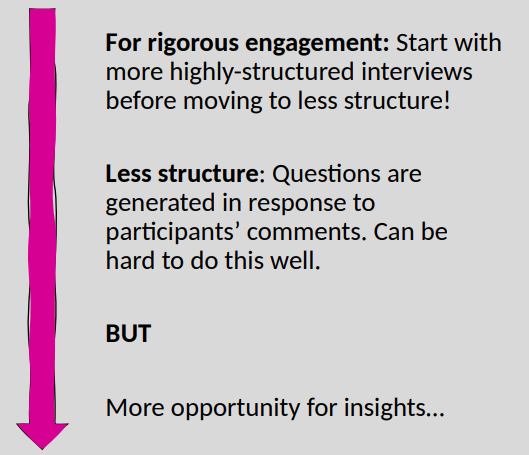 For rigorous engagement: Start with
more highly-structured interviews
before moving to less structure!
Less structure: Questions are
generated in response to
participants’ comments. Can be
hard to do this well.
BUT
More opportunity for insights…